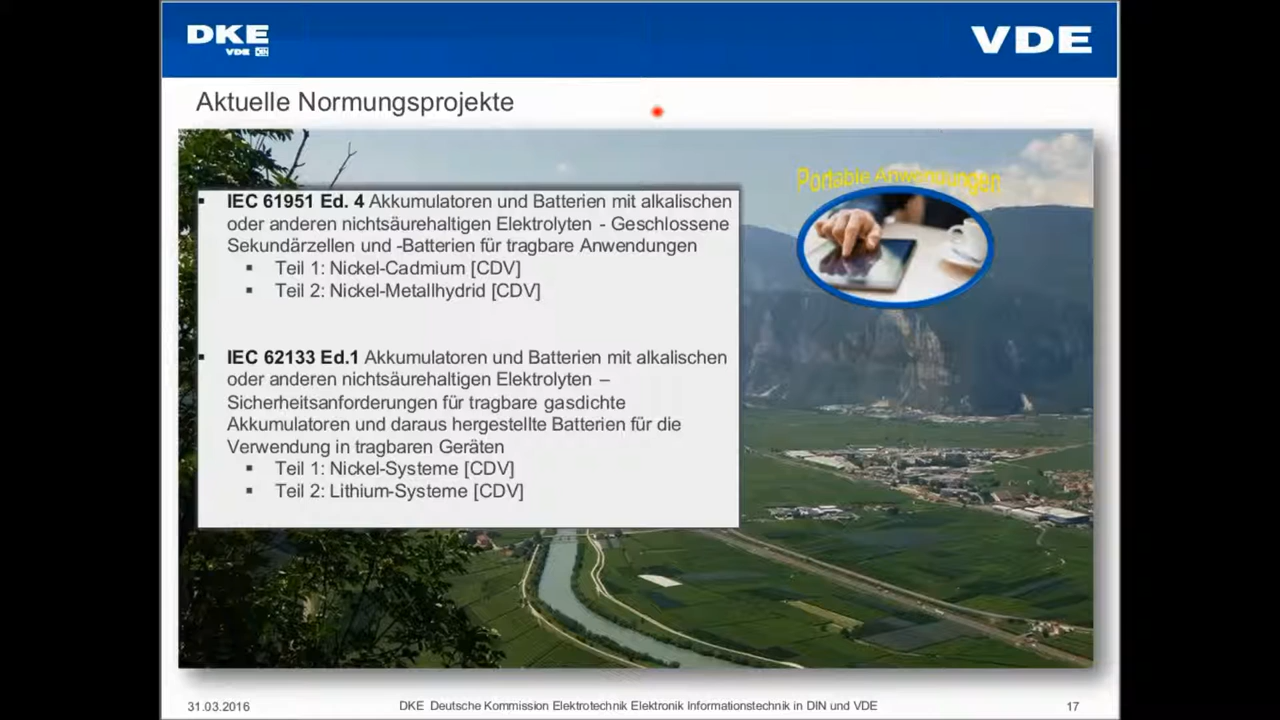 DKE
VDE DIN
VDE
Aktuelle Normungsprojekte
Portable Anwendungen
▪ IEC 61951 Ed. 4 Akkumulatoren und Batterien mit alkalischen
oder anderen nichtsäurehaltigen Elektrolyten - Geschlossene
Sekundärzellen und -Batterien für tragbare Anwendungen
▪ Teil 1: Nickel-Cadmium [CDV]
▪ Teil 2: Nickel-Metallhydrid [CDV]
▪ IEC 62133 Ed.1 Akkumulatoren und Batterien mit alkalischen
oder anderen nichtsäurehaltigen Elektrolyten –
Sicherheitsanforderungen für tragbare gasdichte
Akkumulatoren und daraus hergestellte Batterien für die
Verwendung in tragbaren Geräten
▪ Teil 1: Nickel-Systeme [CDV]
▪ Teil 2: Lithium-Systeme [CDV]
31.03.2016 DKE Deutsche Kommission Elektrotechnik Elektronik Informationstechnik in DIN und VDE 17